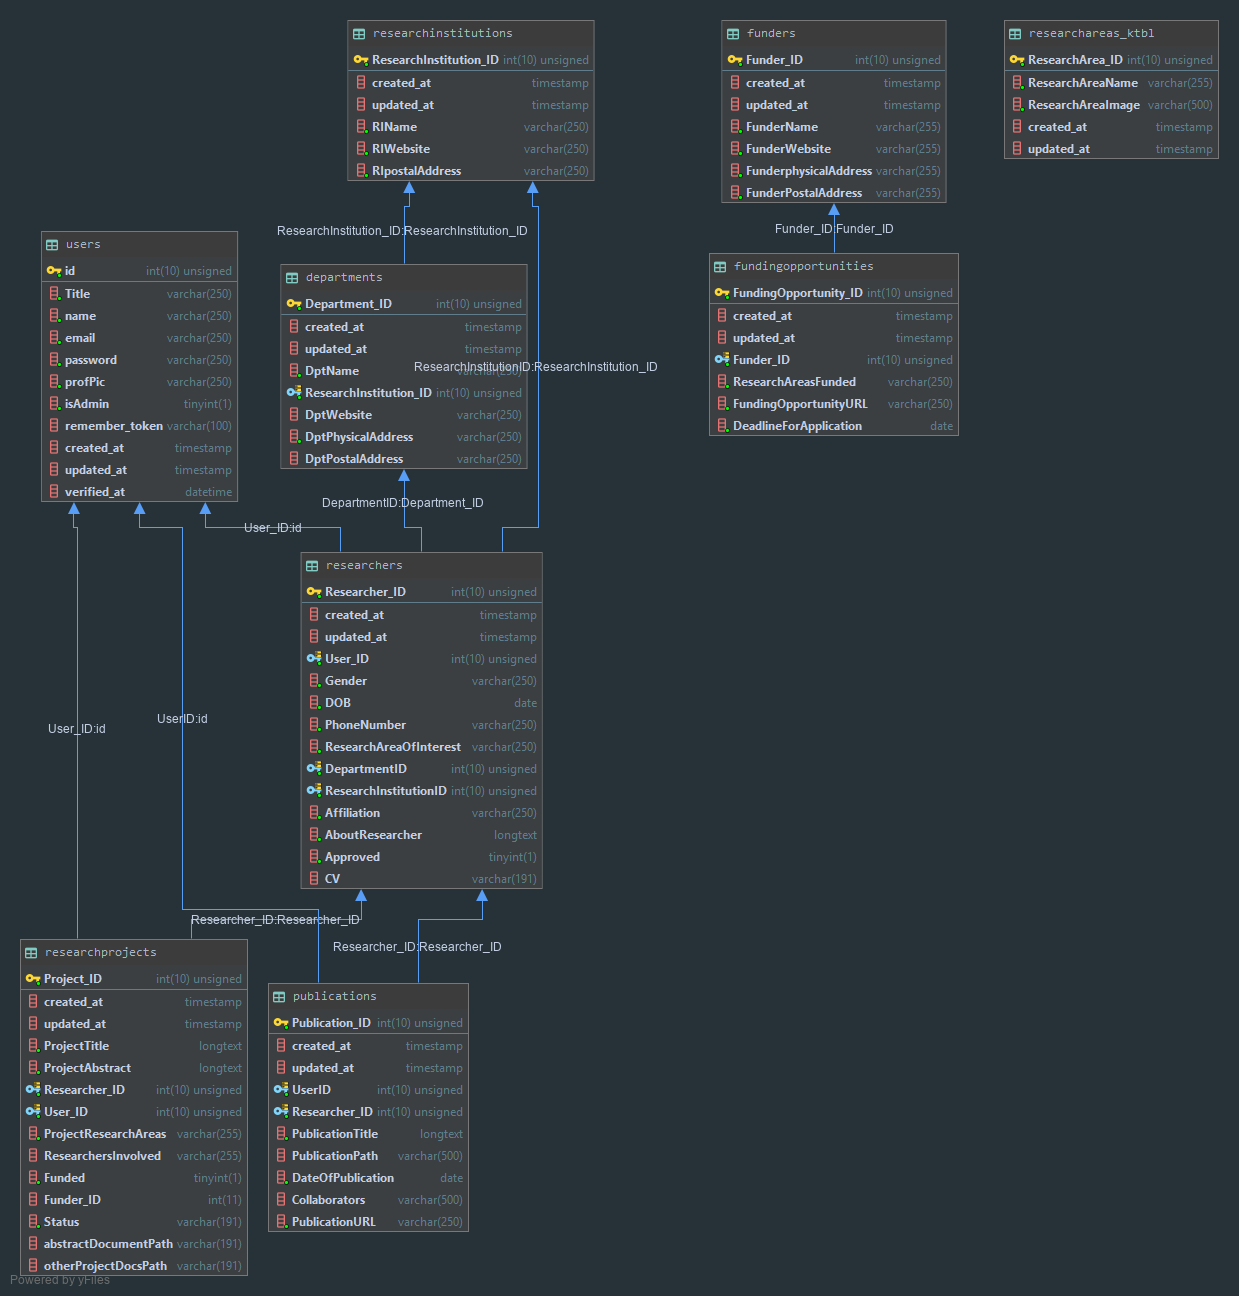 researchinstitutions
ResearchInstitution_ID int(10) unsigned
created_at timestamp
updated_at timestamp
RIName varchar(250)
RIWebsite varchar(250)
RIpostalAddress varchar(250)
funders
Funder_ID int(10) unsigned
created_at timestamp
updated_at timestamp
FunderName varchar(255)
FunderWebsite varchar(255)
FunderphysicalAddress varchar(255)
FunderPostalAddress varchar(255)
researchareas_ktbl
ResearchArea_ID int(10) unsigned
ResearchAreaName varchar(255)
ResearchAreaImage varchar(500)
created_at timestamp
updated_at timestamp
ResearchInstitution_ID:ResearchInstitution_ID
Funder_ID:Funder_ID
users
id int(10) unsigned
Title varchar(250)
name varchar(250)
email varchar(250)
password varchar(250)
profPic varchar(250)
isAdmin tinyint(1)
remember_token varchar(100)
created_at timestamp
updated_at timestamp
verified_at datetime
departments
Department_ID int(10) unsigned
created_at timestamp
updated_at timestamp
DptName varchar(250)
ResearchInstitution_ID int(10) unsigned
DptWebsite varchar(250)
DptPhysicalAddress varchar(250)
DptPostalAddress varchar(250)
ResearchInstitutionID:ResearchInstitution_ID
fundingopportunities
FundingOpportunity_ID int(10) unsigned
created_at timestamp
updated_at timestamp
Funder_ID int(10) unsigned
ResearchAreasFunded varchar(250)
FundingOpportunityURL varchar(250)
DeadlineForApplication date
DepartmentID:Department_ID
User_ID:id
researchers
Researcher_ID int(10) unsigned
created_at timestamp
updated_at timestamp
User_ID int(10) unsigned
Gender varchar(250)
DOB date
PhoneNumber varchar(250)
ResearchAreaOfInterest varchar(250)
DepartmentID int(10) unsigned
ResearchInstitutionID int(10) unsigned
Affiliation varchar(250)
AboutResearcher longtext
Approved tinyint(1)
CV varchar(191)
User_ID:id
UserID:id
Researcher_ID:Researcher_ID
Researcher_ID:Researcher_ID
researchprojects
Project_ID int(10) unsigned
created_at timestamp
updated_at timestamp
ProjectTitle longtext
ProjectAbstract longtext
Researcher_ID int(10) unsigned
User_ID int(10) unsigned
ProjectResearchAreas varchar(255)
ResearchersInvolved varchar(255)
Funded tinyint(1)
Funder_ID int(11)
Status varchar(191)
abstractDocumentPath varchar(191)
otherProjectDocsPath varchar(191)
publications
Publication_ID int(10) unsigned
created_at timestamp
updated_at timestamp
UserID int(10) unsigned
Researcher_ID int(10) unsigned
PublicationTitle longtext
PublicationPath varchar(500)
DateOfPublication date
Collaborators varchar(500)
PublicationURL varchar(250)
Powered by yFiles